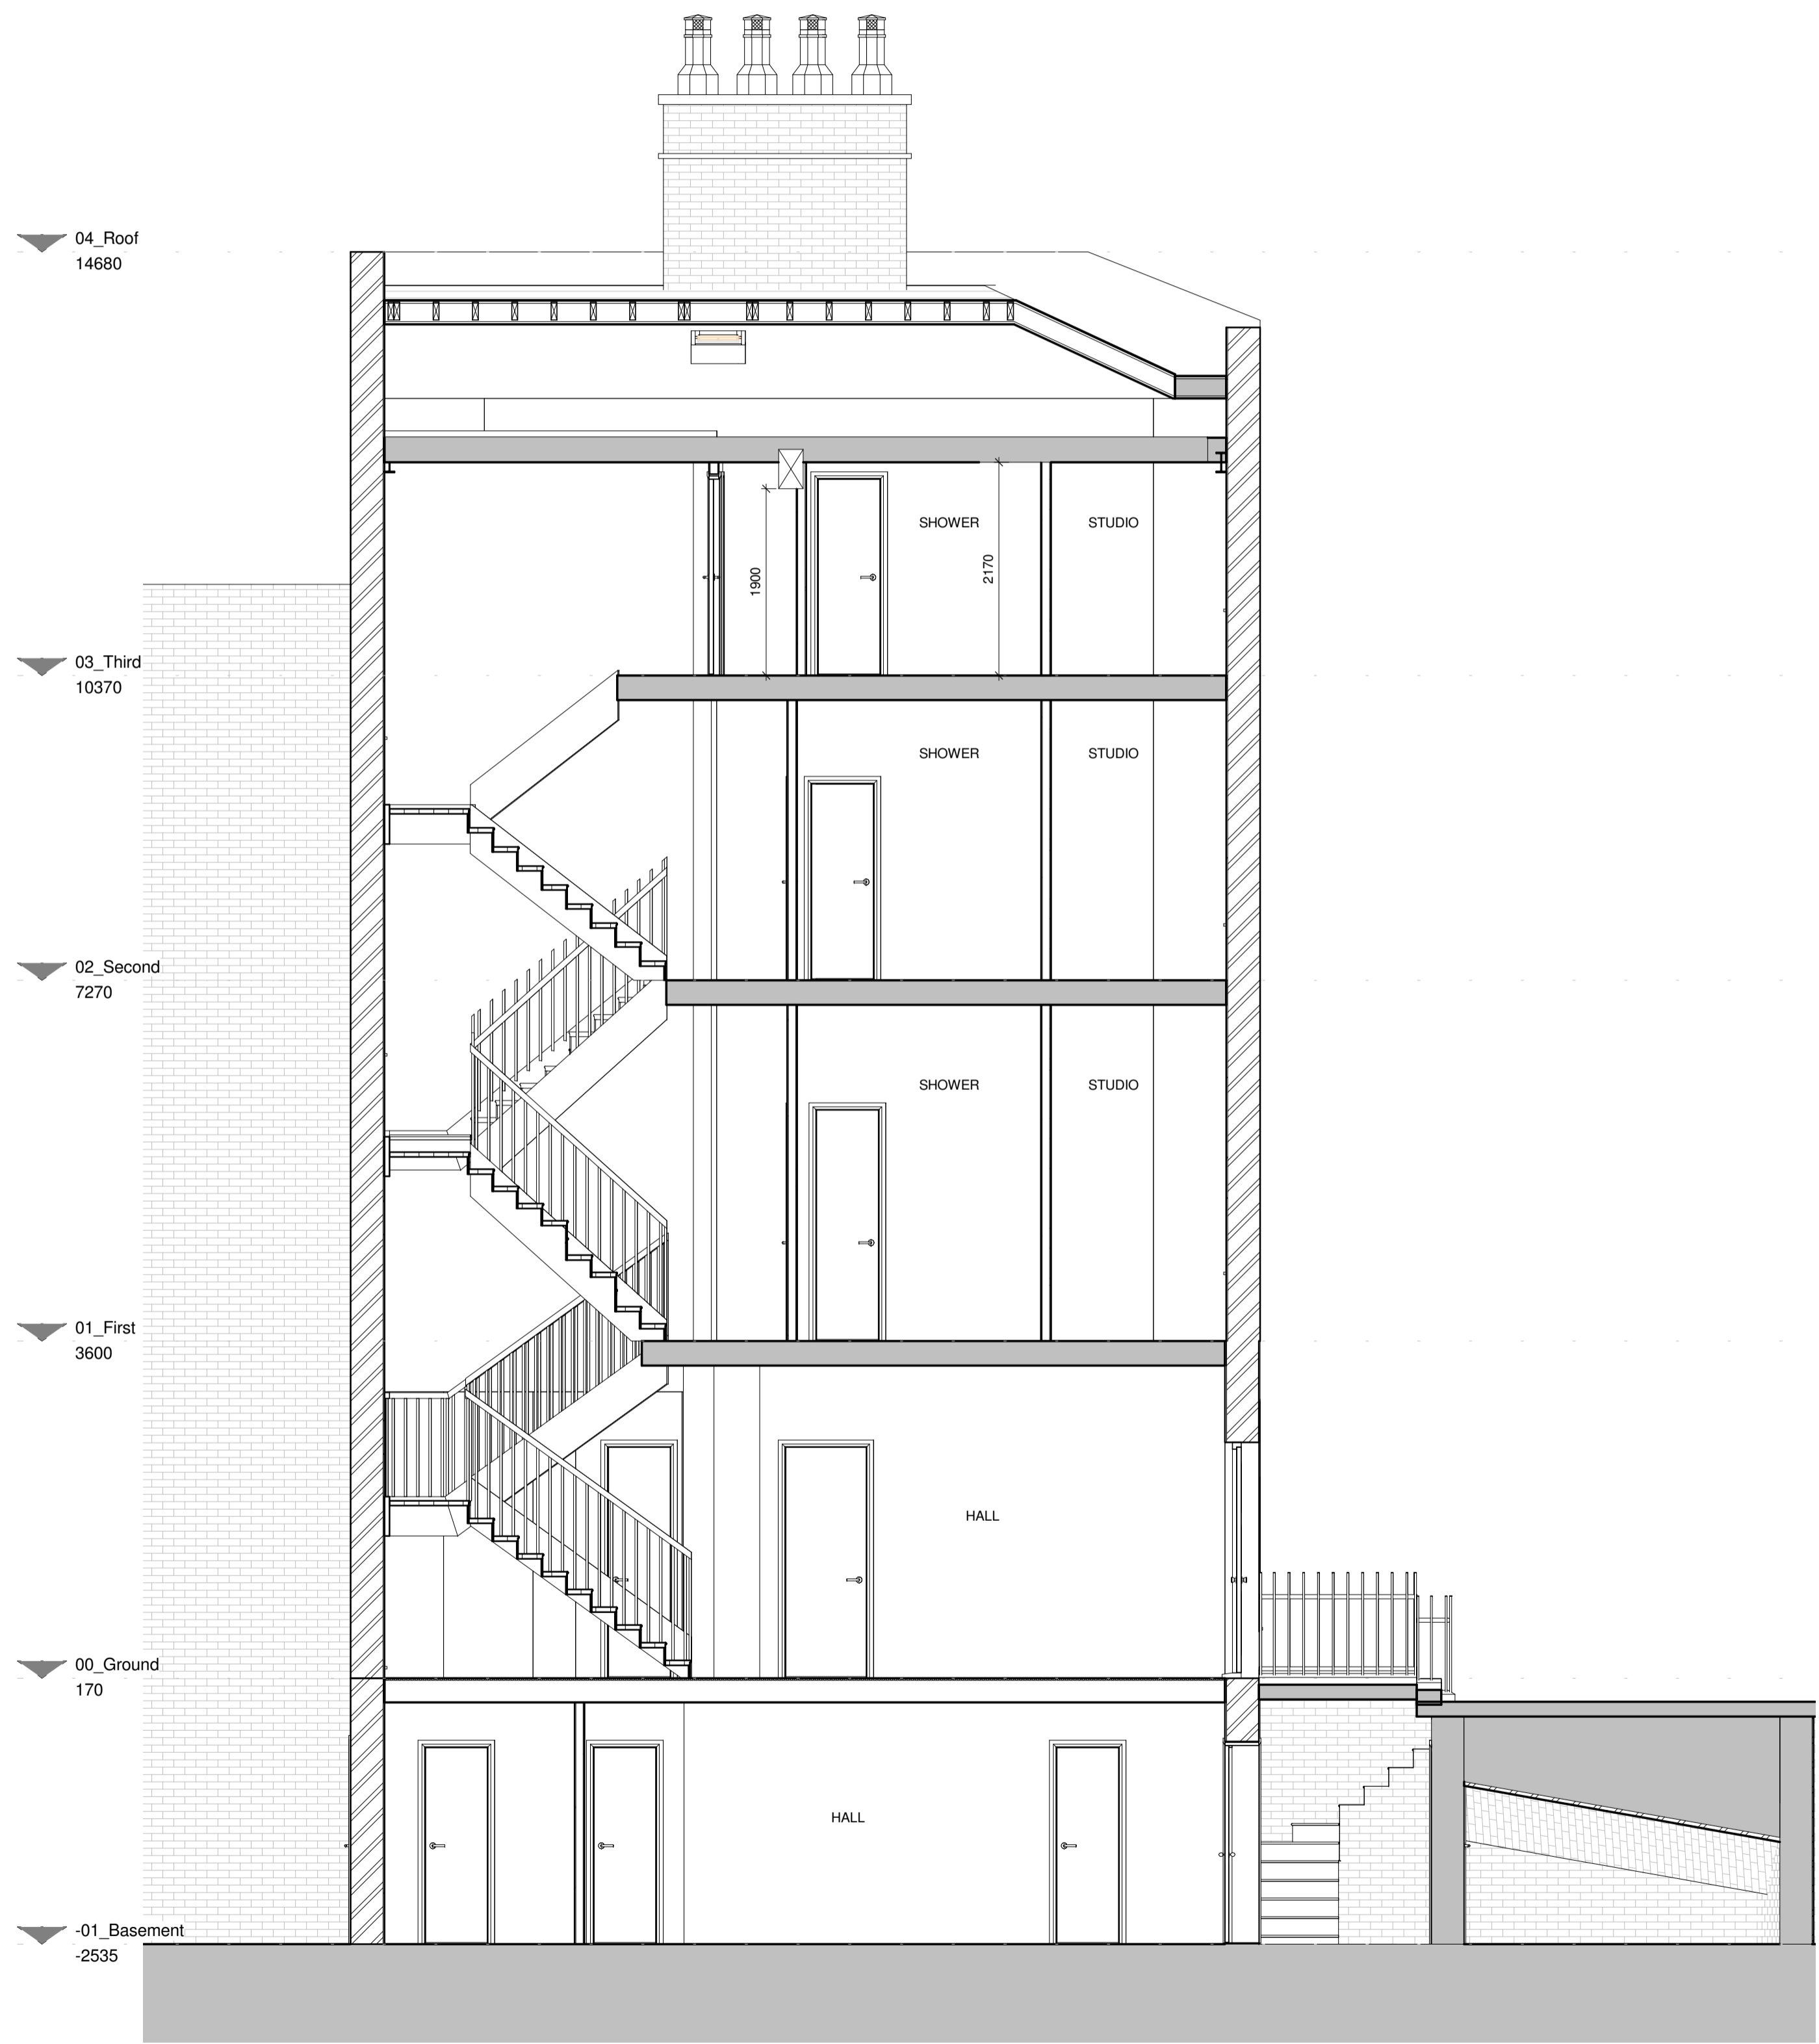 04_Roof
14680
SHOWER
STUDIO
1900
2170
03_Third
10370
SHOWER
STUDIO
02_Second
7270
SHOWER
STUDIO
01_First
3600
HALL
00_Ground
170
HALL
-01_Basement
-2535